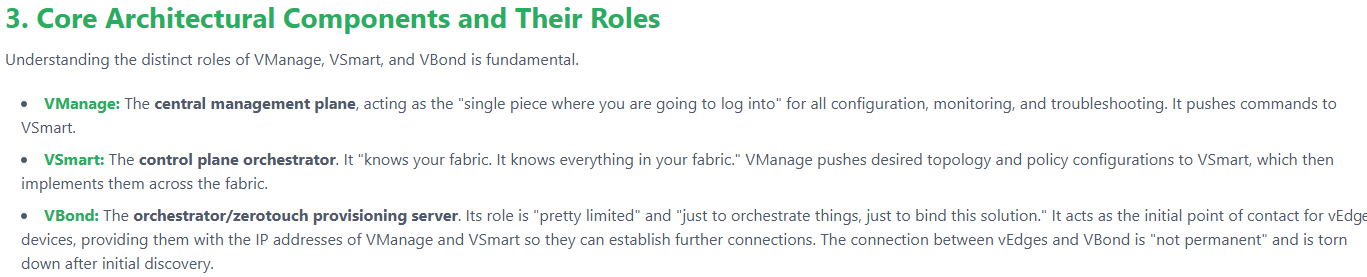 3. Core Architectural Components and Their Roles
Understanding the distinct roles of VManage, VSmart, and VBond is fundamental.
• VManage: The central management plane, acting as the "single piece where you are going to log into" for all configuration, monitoring, and troubleshooting. It pushes commands to
VSmart.
• VSmart: The control plane orchestrator. It "knows your fabric. It knows everything in your fabric." VManage pushes desired topology and policy configurations to VSmart, which then
implements them across the fabric.
• VBond: The orchestrator/zerotouch provisioning server. Its role is "pretty limited" and "just to orchestrate things, just to bind this solution." It acts as the initial point of contact for vEdge
devices, providing them with the IP addresses of VManage and VSmart so they can establish further connections. The connection between vEdges and VBond is "not permanent" and is torn
down after initial discovery.